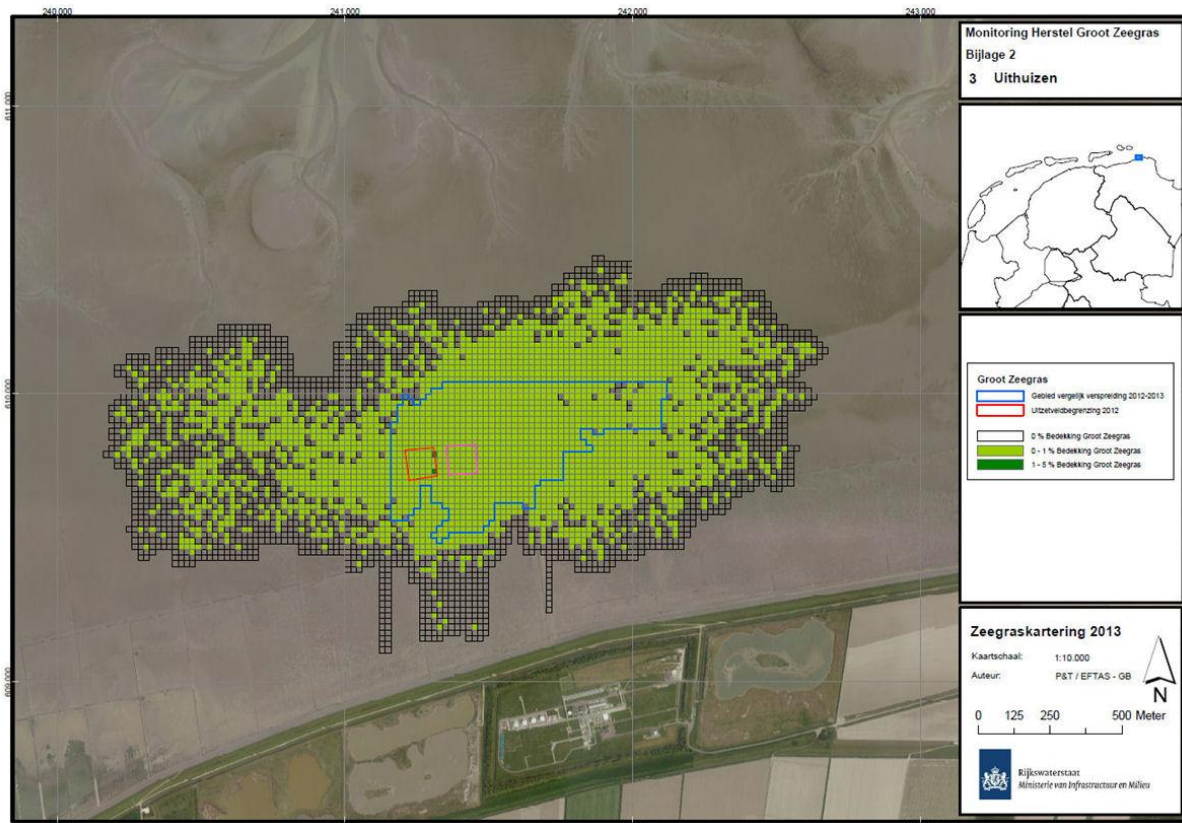 240.000 241.000 242.000 243.000
611.000
610.000
609.000
Monitoring Herstel Groot Zeegras
Bijlage 2
3 Uithuizen
Groot Zeegras
Gebied vergelijk verspreiding 2012-2013
Uitzetveldbegrenzing 2012
0 % Bedekking Groot Zeegras
0 - 1 % Bedekking Groot Zeegras
1 - 5 % Bedekking Groot Zeegras
Zeegraskartering 2013
Kaartschaal: 1:10.000
Auteur: P&T / EFTAS - GB
N
0 125 250 500 Meter
Rijkswaterstaat
Ministerie van Infrastructuur en Milieu